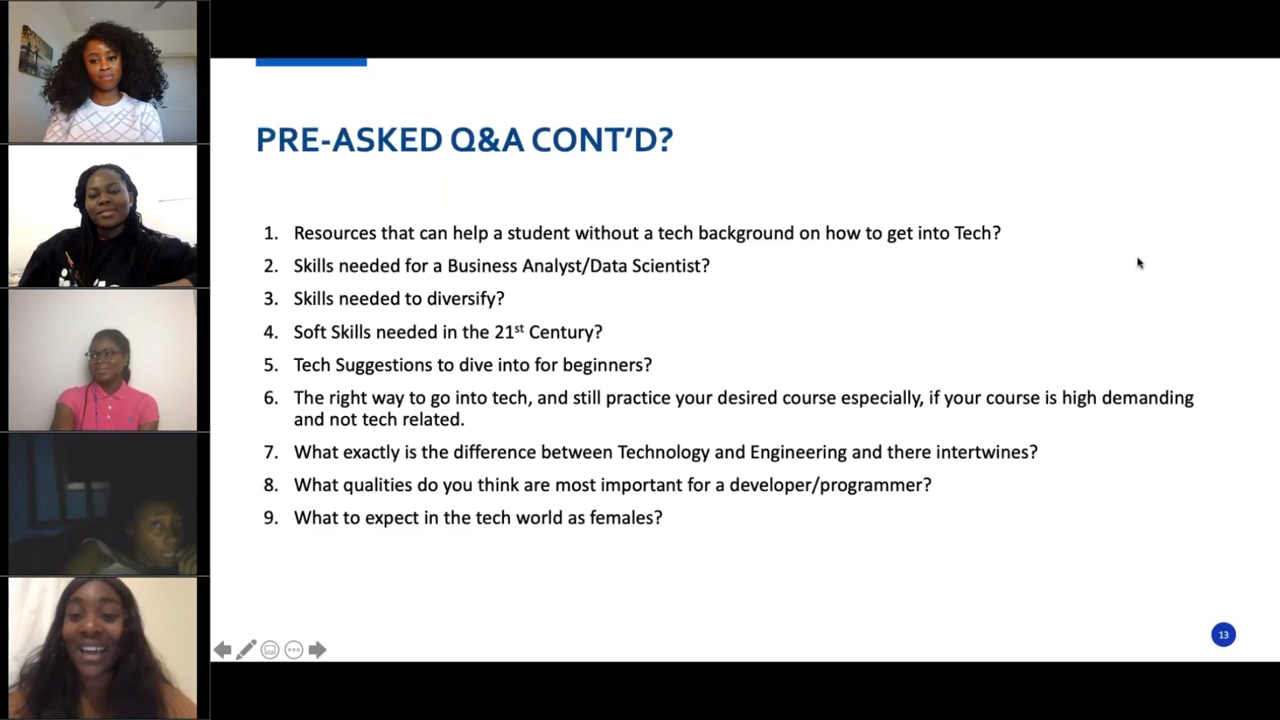 PRE-ASKED Q&A CONT’D?
1. Resources that can help a student without a tech background on how to get into Tech?
2. Skills needed for a Business Analyst/Data Scientist?
3. Skills needed to diversify?
4. Soft Skills needed in the 21st Century?
5. Tech Suggestions to dive into for beginners?
6. The right way to go into tech, and still practice your desired course especially, if your course is high demanding
and not tech related.
7. What exactly is the difference between Technology and Engineering and there intertwines?
8. What qualities do you think are most important for a developer/programmer?
9. What to expect in the tech world as females?
13